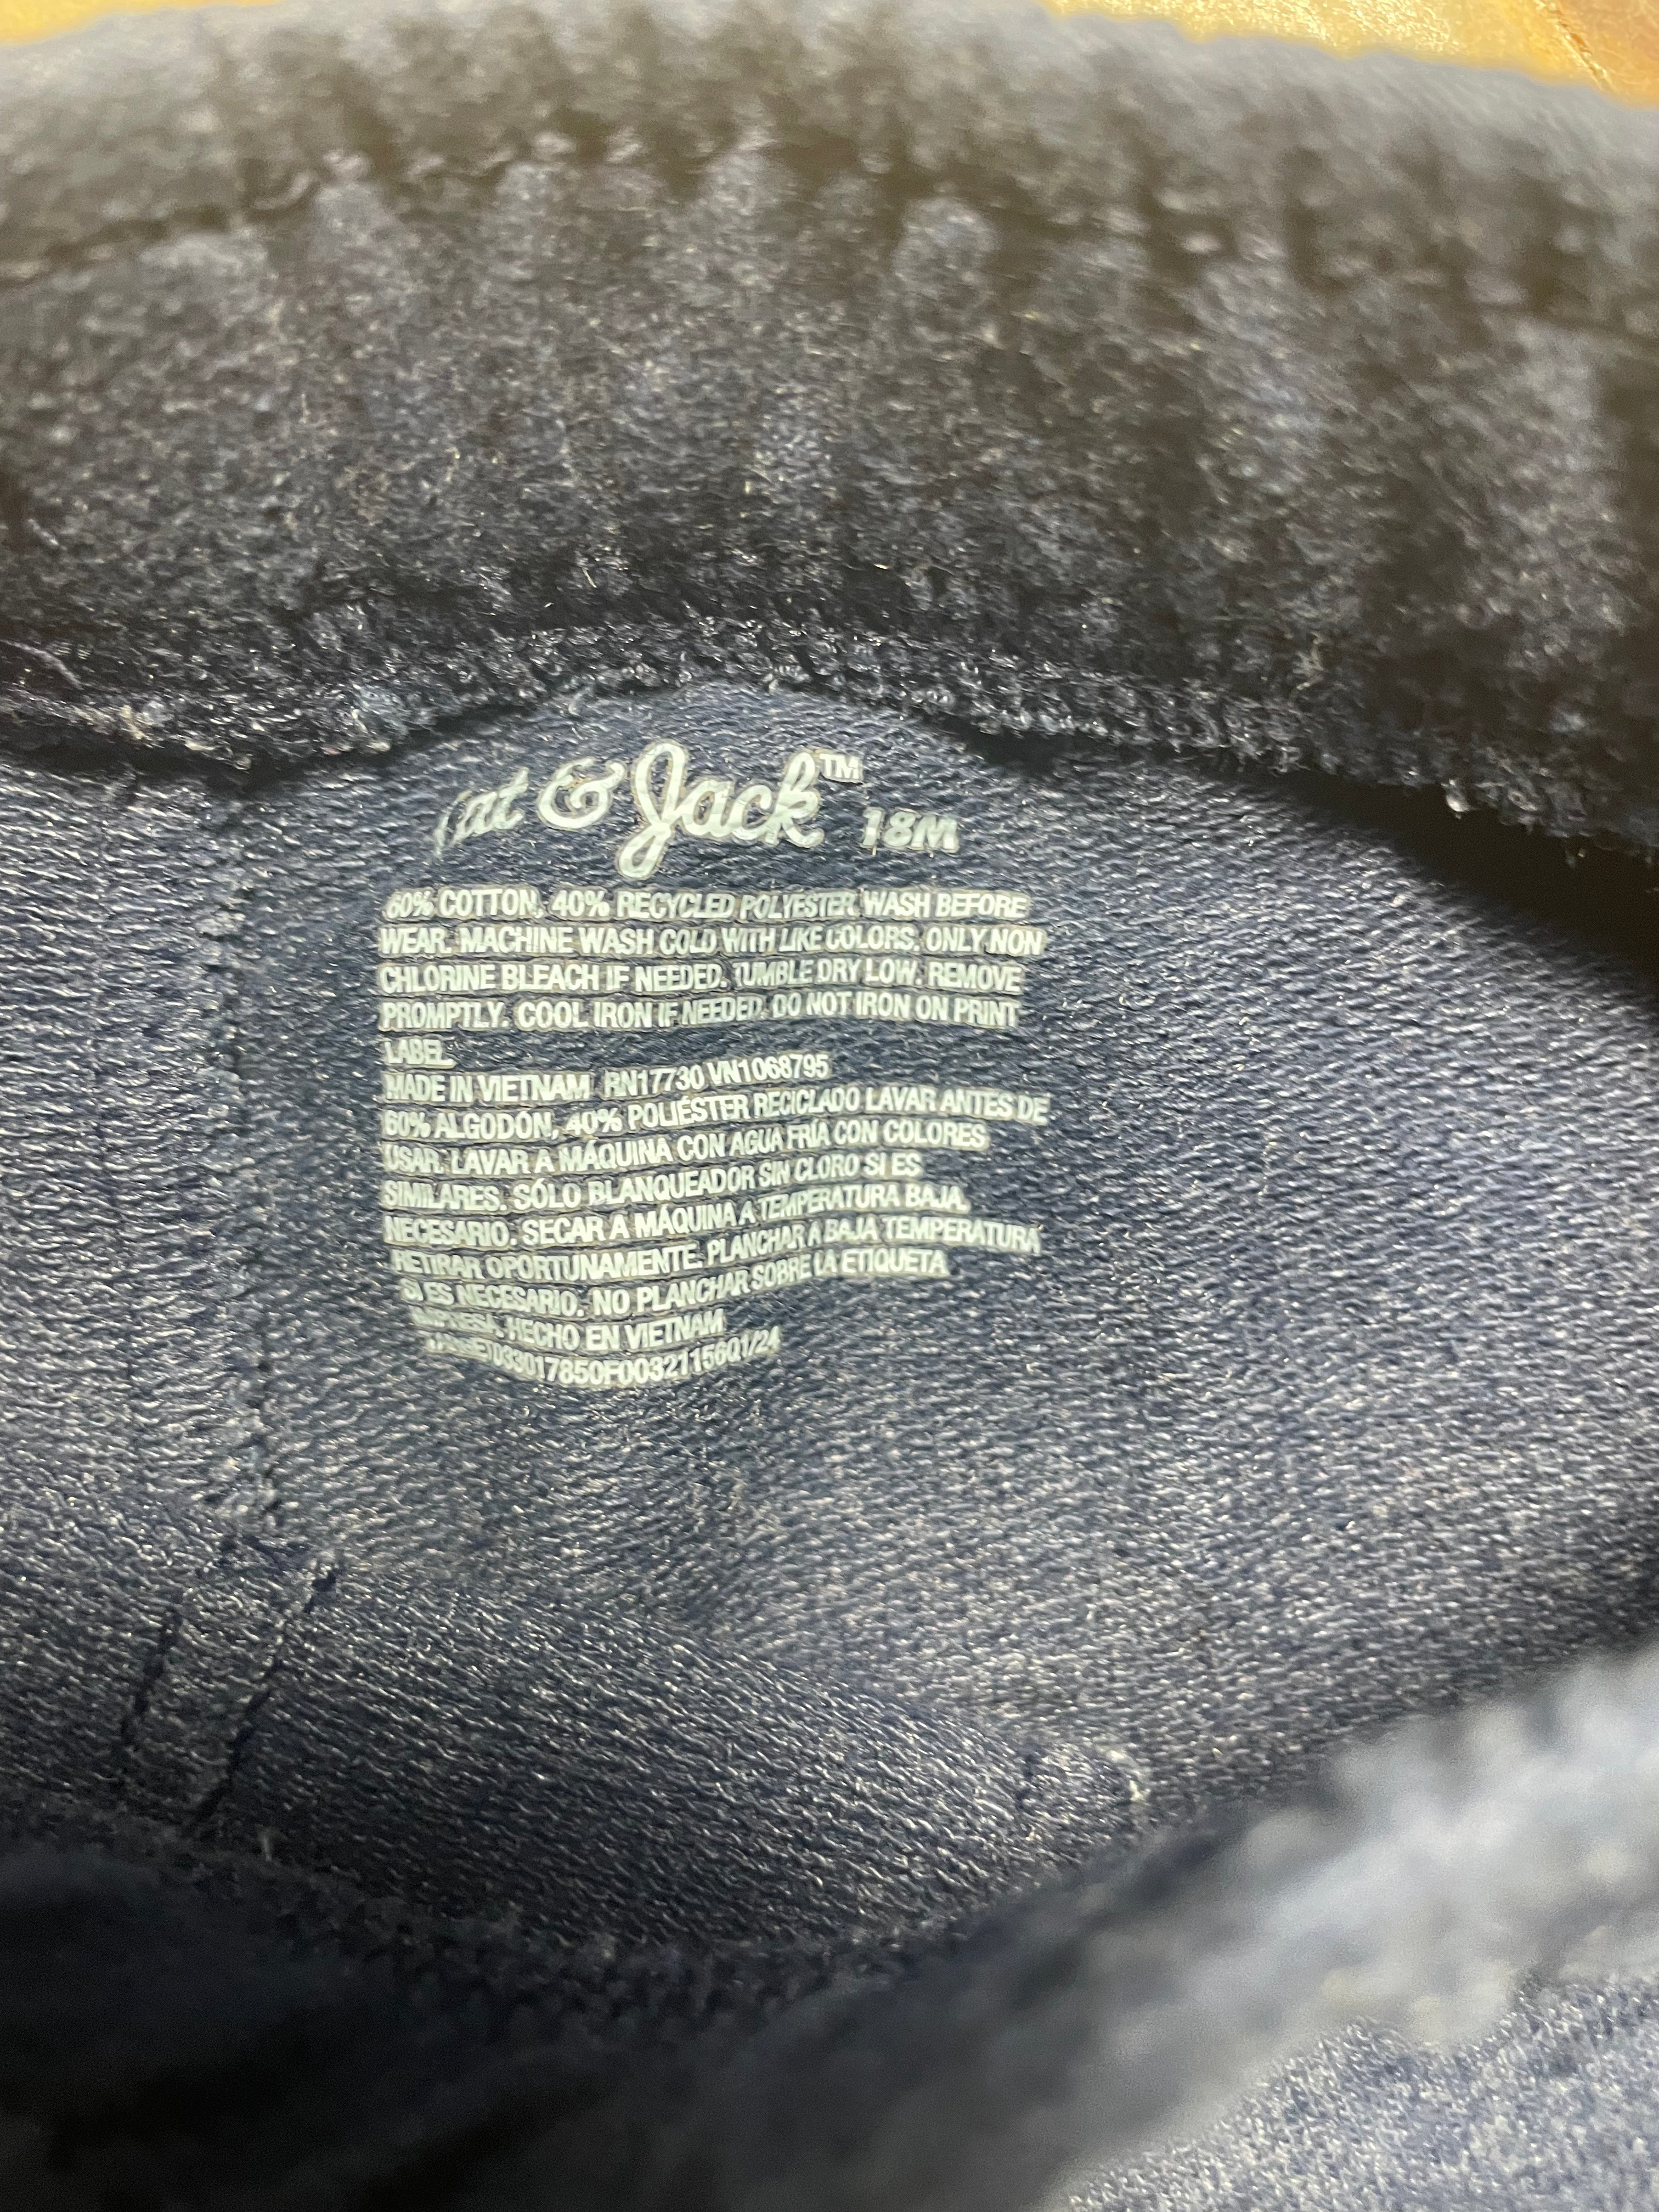 Cat & Jack™ 18M
60% COTTON, 40% RECYCLED POLYESTER WASH BEFORE
WEAR. MACHINE WASH COLD WITH LIKE COLORS. ONLY NON
CHLORINE BLEACH IF NEEDED. TUMBLE DRY LOW. REMOVE
PROMPTLY. COOL IRON IF NEEDED. DO NOT IRON ON PRINT
LABEL.
MADE IN VIETNAM RN17730 VN1068795
60% ALGODÓN, 40% POLIÉSTER RECICLADO LAVAR ANTES DE
USAR. LAVAR A MÁQUINA CON AGUA FRÍA CON COLORES
SIMILARES. SÓLO BLANQUEADOR SIN CLORO SI ES
NECESARIO. SECAR A MÁQUINA A TEMPERATURA BAJA.
RETIRAR OPORTUNAMENTE. PLANCHAR A BAJA TEMPERATURA
SI ES NECESARIO. NO PLANCHAR SOBRE LA ETIQUETA
IMPRESA. HECHO EN VIETNAM